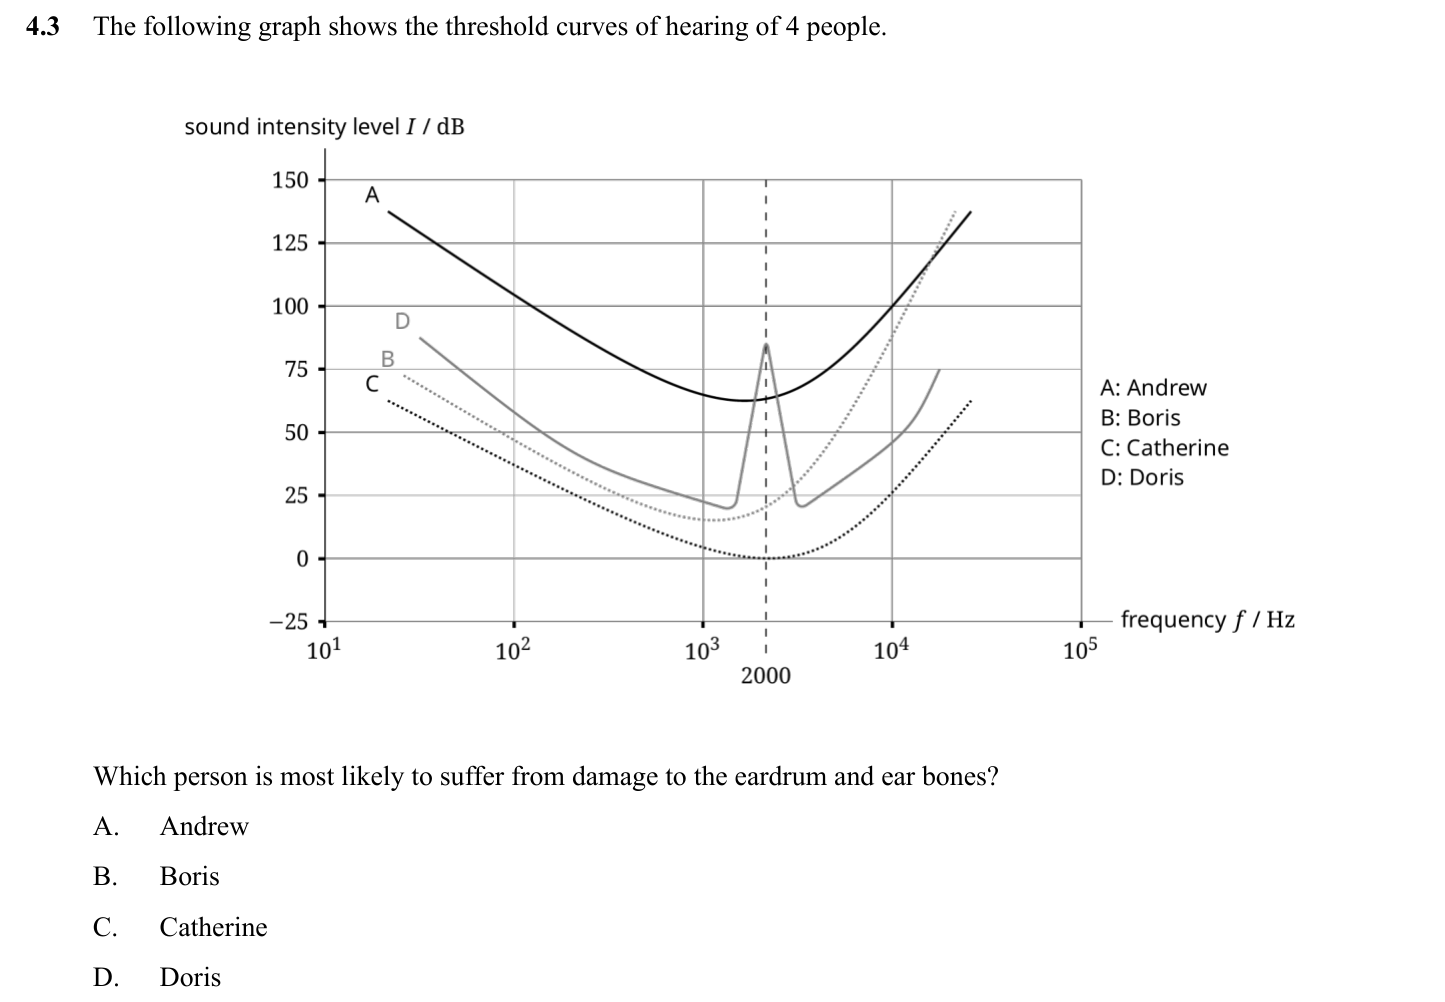 4.3 The following graph shows the threshold curves of hearing of 4 people.
sound intensity level I / dB
150
A
125
100
D
75
B
C
50
25
0
−25
10¹ 10² 10³ 10⁴ 10⁵
2000
frequency f / Hz
A: Andrew
B: Boris
C: Catherine
D: Doris
Which person is most likely to suffer from damage to the eardrum and ear bones?
A. Andrew
B. Boris
C. Catherine
D. Doris